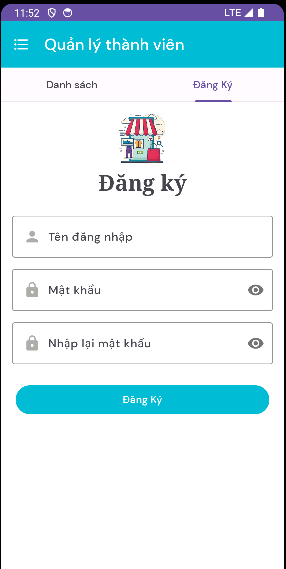 11:52 LTE
Quản lý thành viên
Danh sách Đăng Ký
Đăng ký
Tên đăng nhập
Mật khẩu
Nhập lại mật khẩu
Đăng Ký